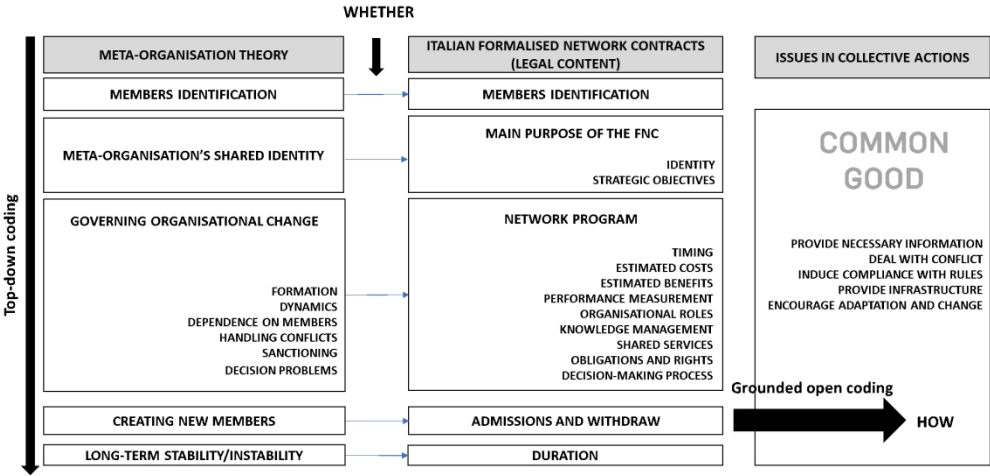 WHETHER
META-ORGANISATION THEORY
ITALIAN FORMALISED NETWORK CONTRACTS
(LEGAL CONTENT)
ISSUES IN COLLECTIVE ACTIONS
MEMBERS IDENTIFICATION
MEMBERS IDENTIFICATION
META-ORGANISATION'S SHARED IDENTITY
MAIN PURPOSE OF THE FNC
IDENTITY
STRATEGIC OBJECTIVES
GOVERNING ORGANISATIONAL CHANGE
FORMATION
DYNAMICS
DEPENDENCE ON MEMBERS
HANDLING CONFLICTS
SANCTIONING
DECISION PROBLEMS
NETWORK PROGRAM
TIMING
ESTIMATED COSTS
ESTIMATED BENEFITS
PERFORMANCE MEASUREMENT
ORGANISATIONAL ROLES
KNOWLEDGE MANAGEMENT
SHARED SERVICES
OBLIGATIONS AND RIGHTS
DECISION-MAKING PROCESS
CREATING NEW MEMBERS
ADMISSIONS AND WITHDRAW
LONG-TERM STABILITY/INSTABILITY
DURATION
COMMON
GOOD
PROVIDE NECESSARY INFORMATION
DEAL WITH CONFLICT
INDUCE COMPLIANCE WITH RULES
PROVIDE INFRASTRUCTURE
ENCOURAGE ADAPTATION AND CHANGE
Grounded open coding
HOW
Top-down coding